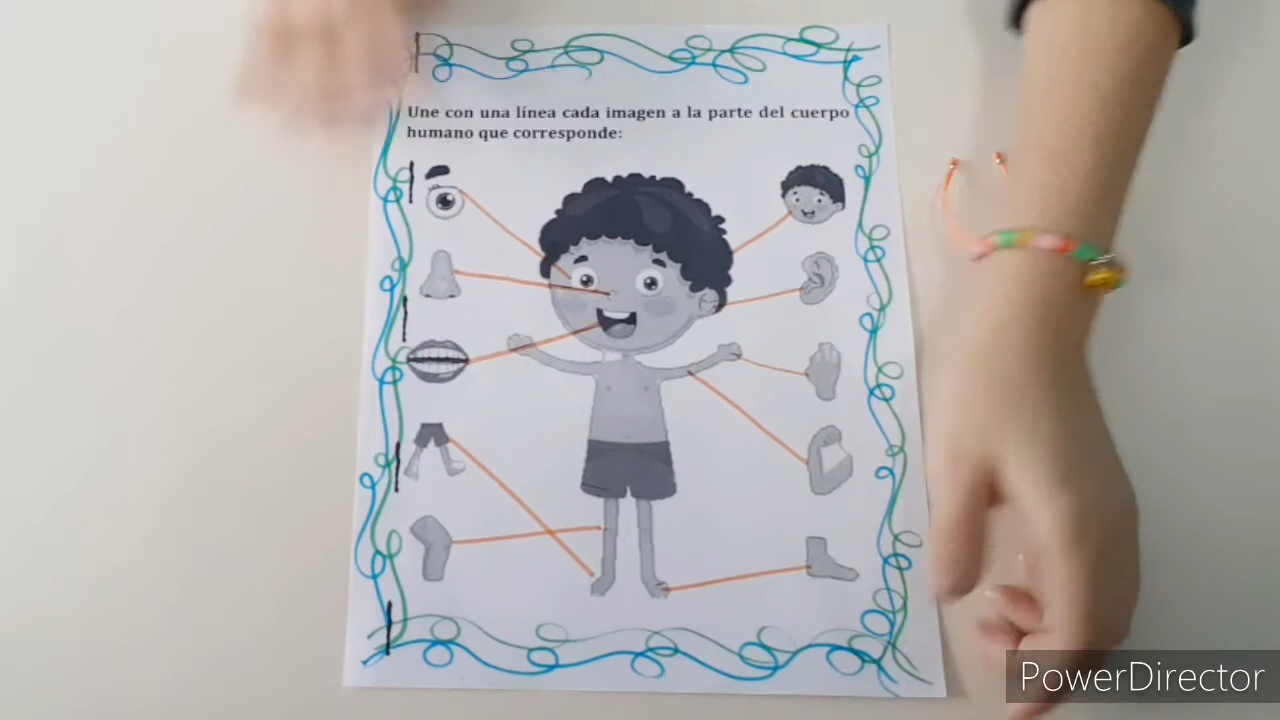 Une con una línea cada imagen a la parte del cuerpo
humano que corresponde:
PowerDirector